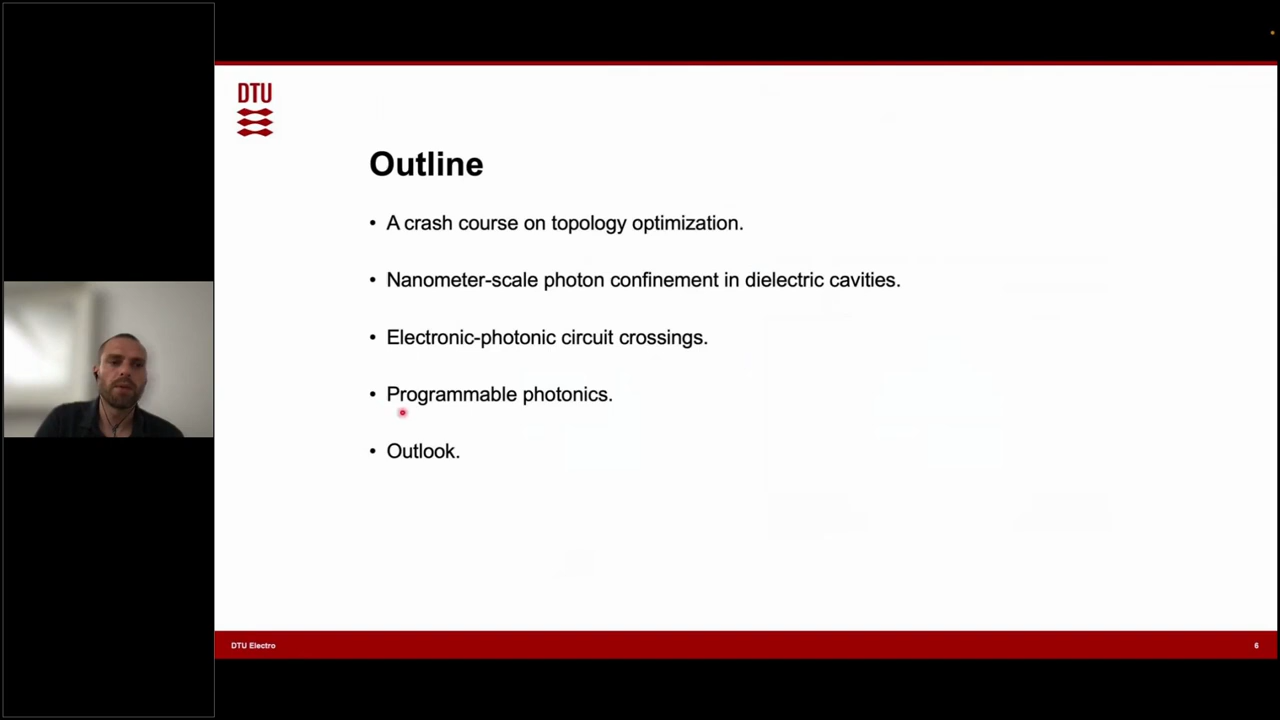 DTU
Outline
• A crash course on topology optimization.
• Nanometer-scale photon confinement in dielectric cavities.
• Electronic-photonic circuit crossings.
• Programmable photonics.
• Outlook.
DTU Electro
6